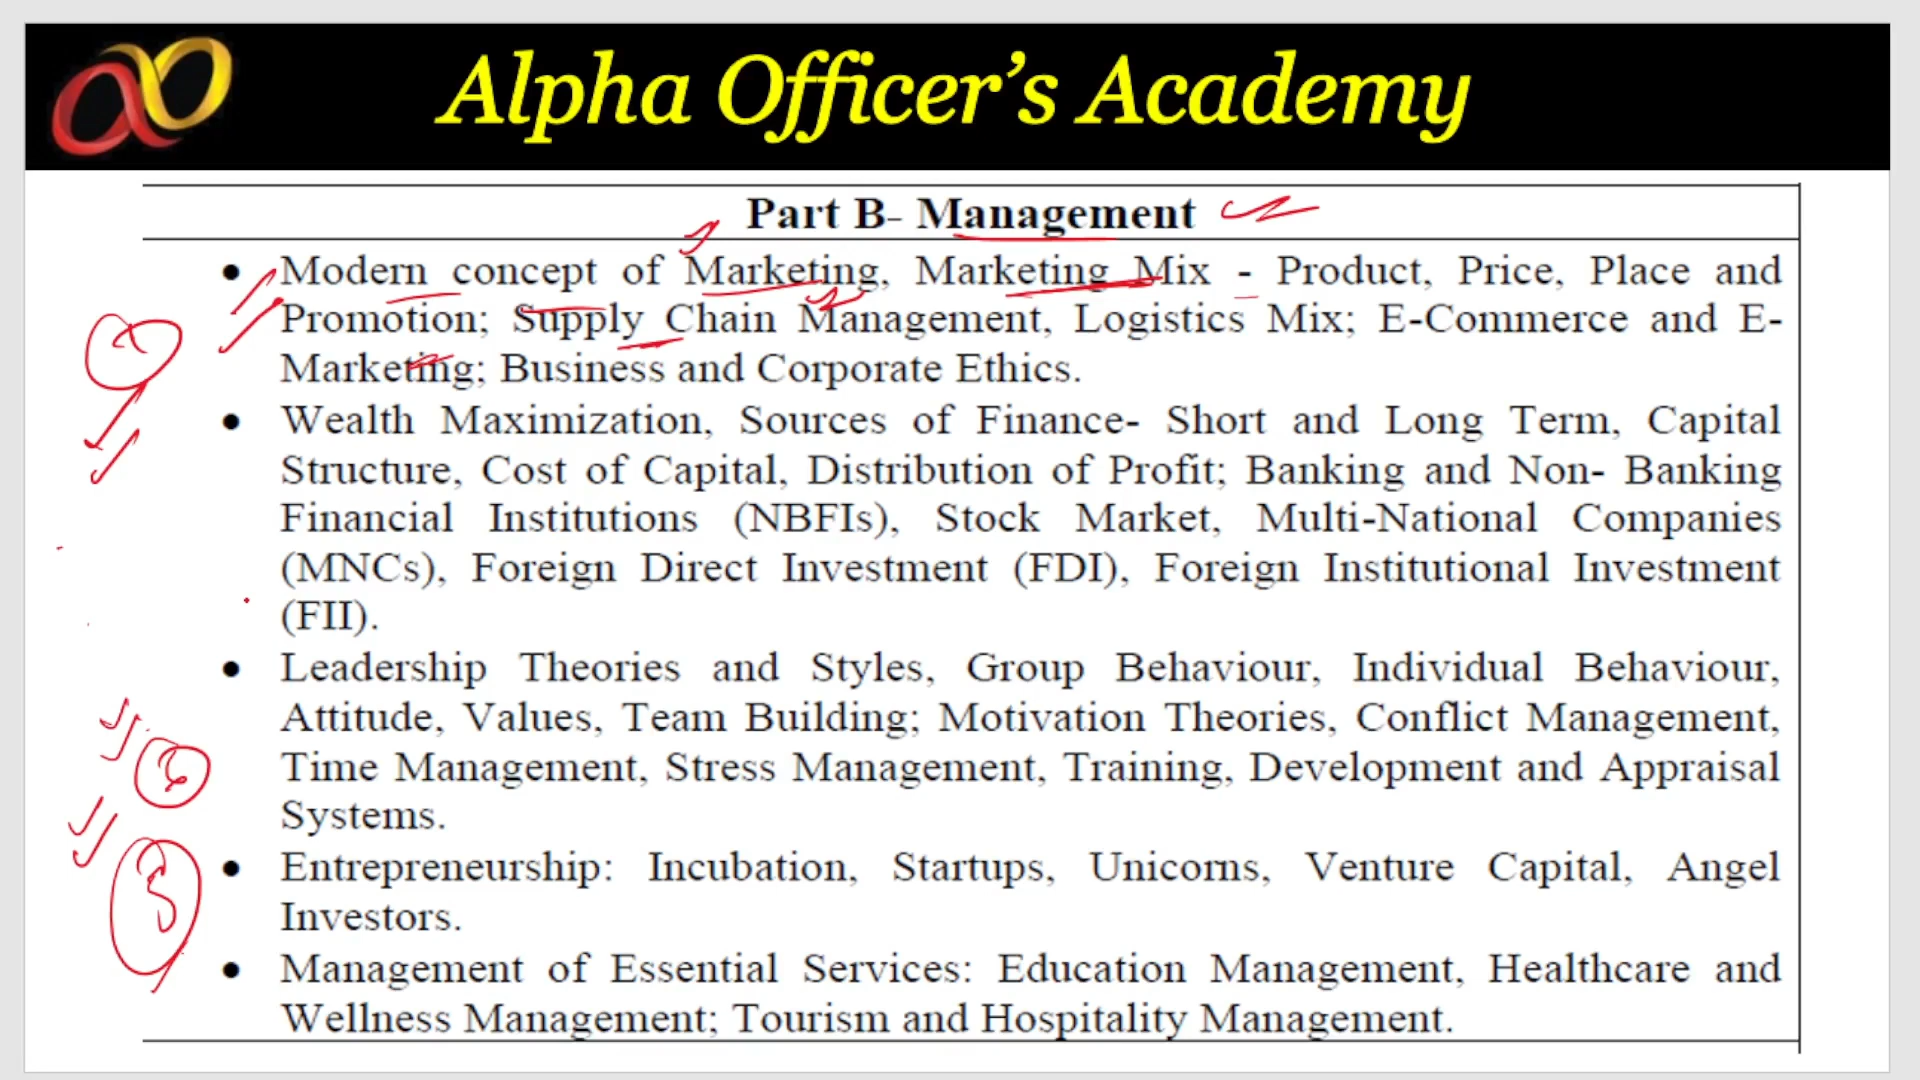 Alpha Officer’s Academy
Part B- Management
• Modern concept of Marketing, Marketing Mix - Product, Price, Place and
Promotion; Supply Chain Management, Logistics Mix; E-Commerce and E-
Marketing; Business and Corporate Ethics.
• Wealth Maximization, Sources of Finance- Short and Long Term, Capital
Structure, Cost of Capital, Distribution of Profit; Banking and Non- Banking
Financial Institutions (NBFIs), Stock Market, Multi-National Companies
(MNCs), Foreign Direct Investment (FDI), Foreign Institutional Investment
(FII).
• Leadership Theories and Styles, Group Behaviour, Individual Behaviour,
Attitude, Values, Team Building; Motivation Theories, Conflict Management,
Time Management, Stress Management, Training, Development and Appraisal
Systems.
• Entrepreneurship: Incubation, Startups, Unicorns, Venture Capital, Angel
Investors.
• Management of Essential Services: Education Management, Healthcare and
Wellness Management; Tourism and Hospitality Management.